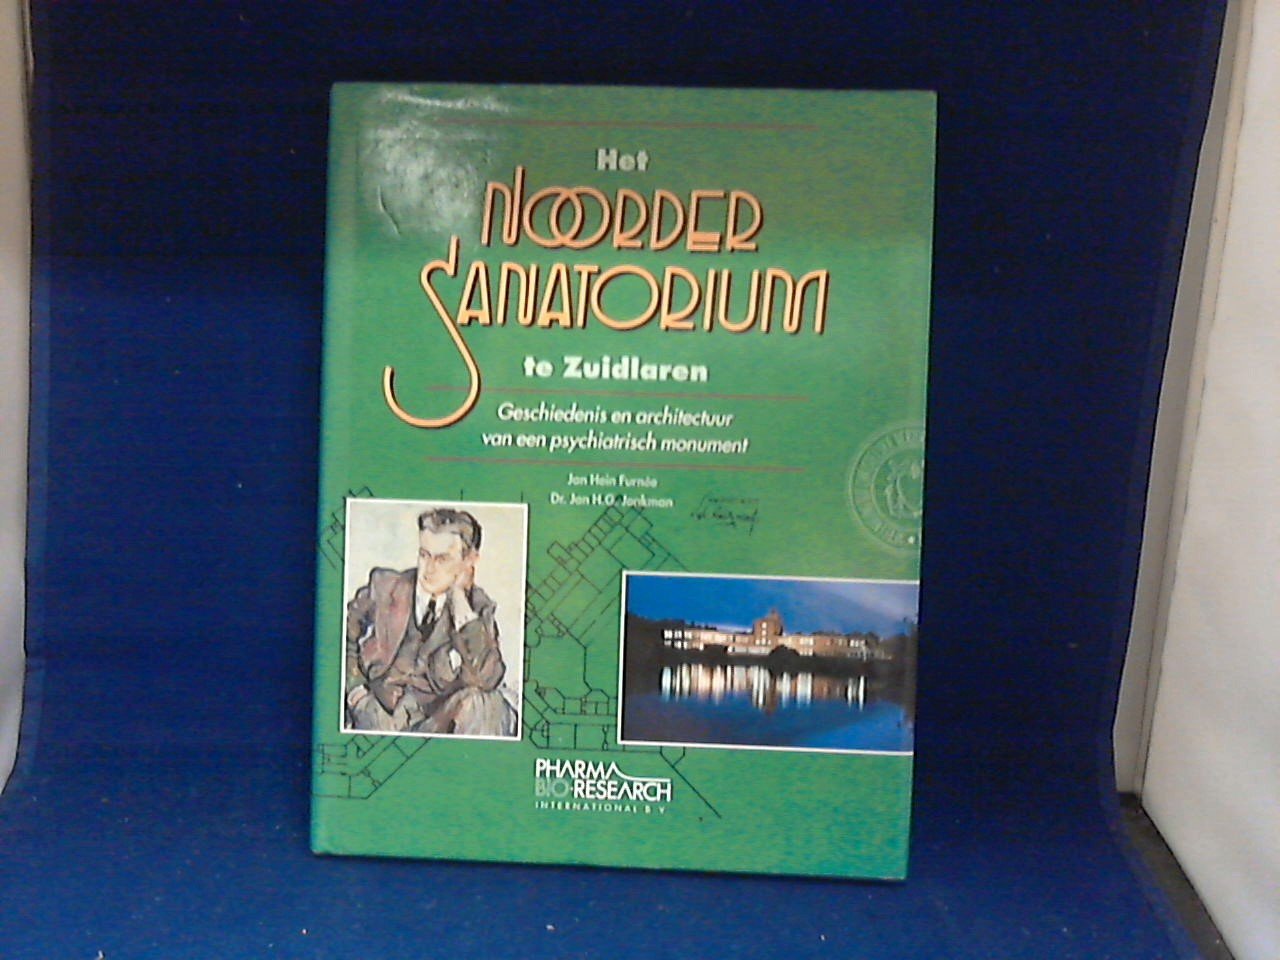 Het
NOORDER
SANATORIUM
te Zuidlaren
Geschiedenis en architectuur
van een psychiatrisch monument
Jan Hein Furnée
Dr. Jan H.G. Jonkman
PHARMA
BIO-RESEARCH
INTERNATIONAL B V